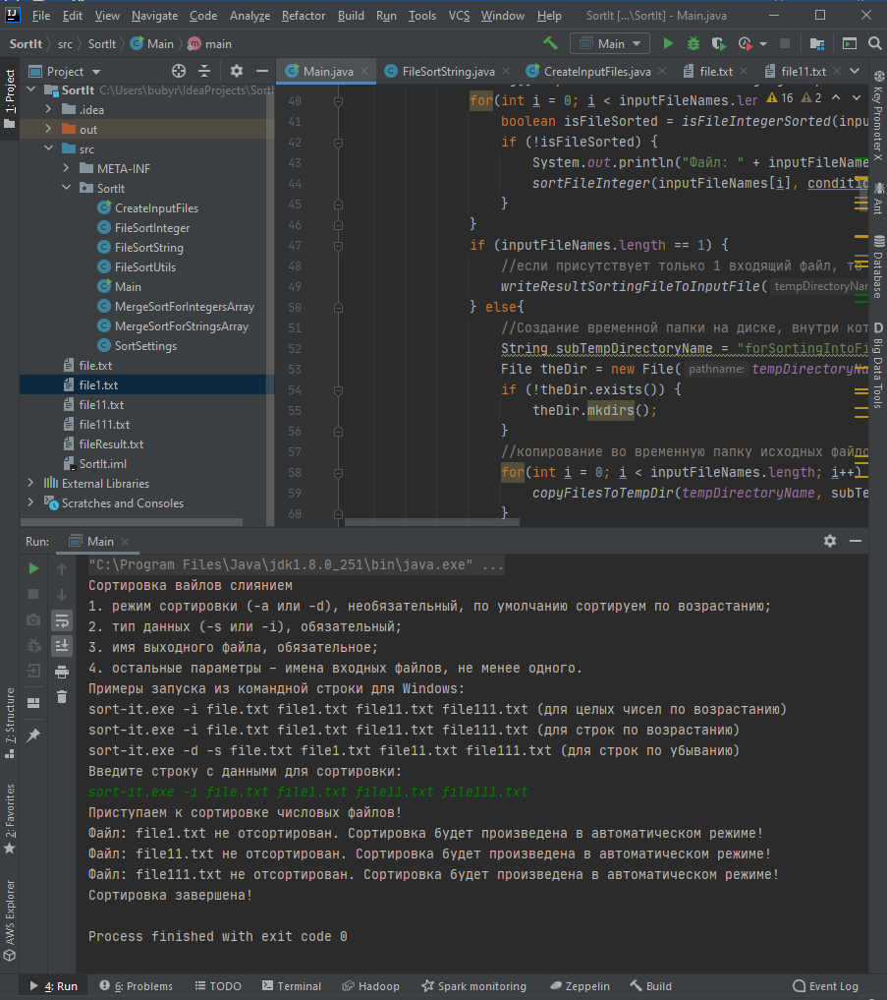 File Edit View Navigate Code Analyze Refactor Build Run Tools VCS Window Help SortIt [...\SortIt] - Main.java
SortIt src SortIt Main main Main
1: Project
Project
Main.java FileSortString.java CreateInputFiles.java file.txt file11.txt
SortIt C:\Users\bubyr\IdeaProjects\SortIt
.idea
out
src
META-INF
SortIt
CreateInputFiles
FileSortInteger
FileSortString
FileSortUtils
Main
MergeSortForIntegersArray
MergeSortForStringsArray
SortSettings
file.txt
file1.txt
file11.txt
file111.txt
fileResult.txt
SortIt.iml
External Libraries
Scratches and Consoles
16 2
40 for(int i = 0; i < inputFileNames.ler
41 boolean isFileSorted = isFileIntegerSorted(inpu
42 if (!isFileSorted) {
43 System.out.println("Файл: " + inputFileName
44 sortFileInteger(inputFileNames[i], conditio
45 }
46 }
47 if (inputFileNames.length == 1) {
48 //если присутствует только 1 входящий файл, то
49 writeResultSortingFileToInputFile( tempDirectoryNam
50 } else{
51 //Создание временной папки на диске, внутри кот
52 String subTempDirectoryName = "forSortingIntoFi
53 File theDir = new File( pathname: tempDirectoryNa
54 if (!theDir.exists()) {
55 theDir.mkdirs();
56 }
57 //копирование во временную папку исходных файло
58 for(int i = 0; i < inputFileNames.length; i++)
59 copyFilesToTempDir(tempDirectoryName, subTe
60 }
Key Promoter X
Ant
Database
Big Data Tools
Run: Main
"C:\Program Files\Java\jdk1.8.0_251\bin\java.exe" ...
Сортировка вайлов слиянием
1. режим сортировки (-a или -d), необязательный, по умолчанию сортируем по возрастанию;
2. тип данных (-s или -i), обязательный;
3. имя выходного файла, обязательное;
4. остальные параметры – имена входных файлов, не менее одного.
Примеры запуска из командной строки для Windows:
sort-it.exe -i file.txt file1.txt file11.txt file111.txt (для целых чисел по возрастанию)
sort-it.exe -i file.txt file1.txt file11.txt file111.txt (для строк по возрастанию)
sort-it.exe -d -s file.txt file1.txt file11.txt file111.txt (для строк по убыванию)
Введите строку с данными для сортировки:
sort-it.exe -i file.txt file1.txt file11.txt file111.txt
Приступаем к сортировке числовых файлов!
Файл: file1.txt не отсортирован. Сортировка будет произведена в автоматическом режиме!
Файл: file11.txt не отсортирован. Сортировка будет произведена в автоматическом режиме!
Файл: file111.txt не отсортирован. Сортировка будет произведена в автоматическом режиме!
Сортировка завершена!
Process finished with exit code 0
7: Structure
2: Favorites
AWS Explorer
4: Run 6: Problems TODO Terminal Hadoop Spark monitoring Zeppelin Build Event Log